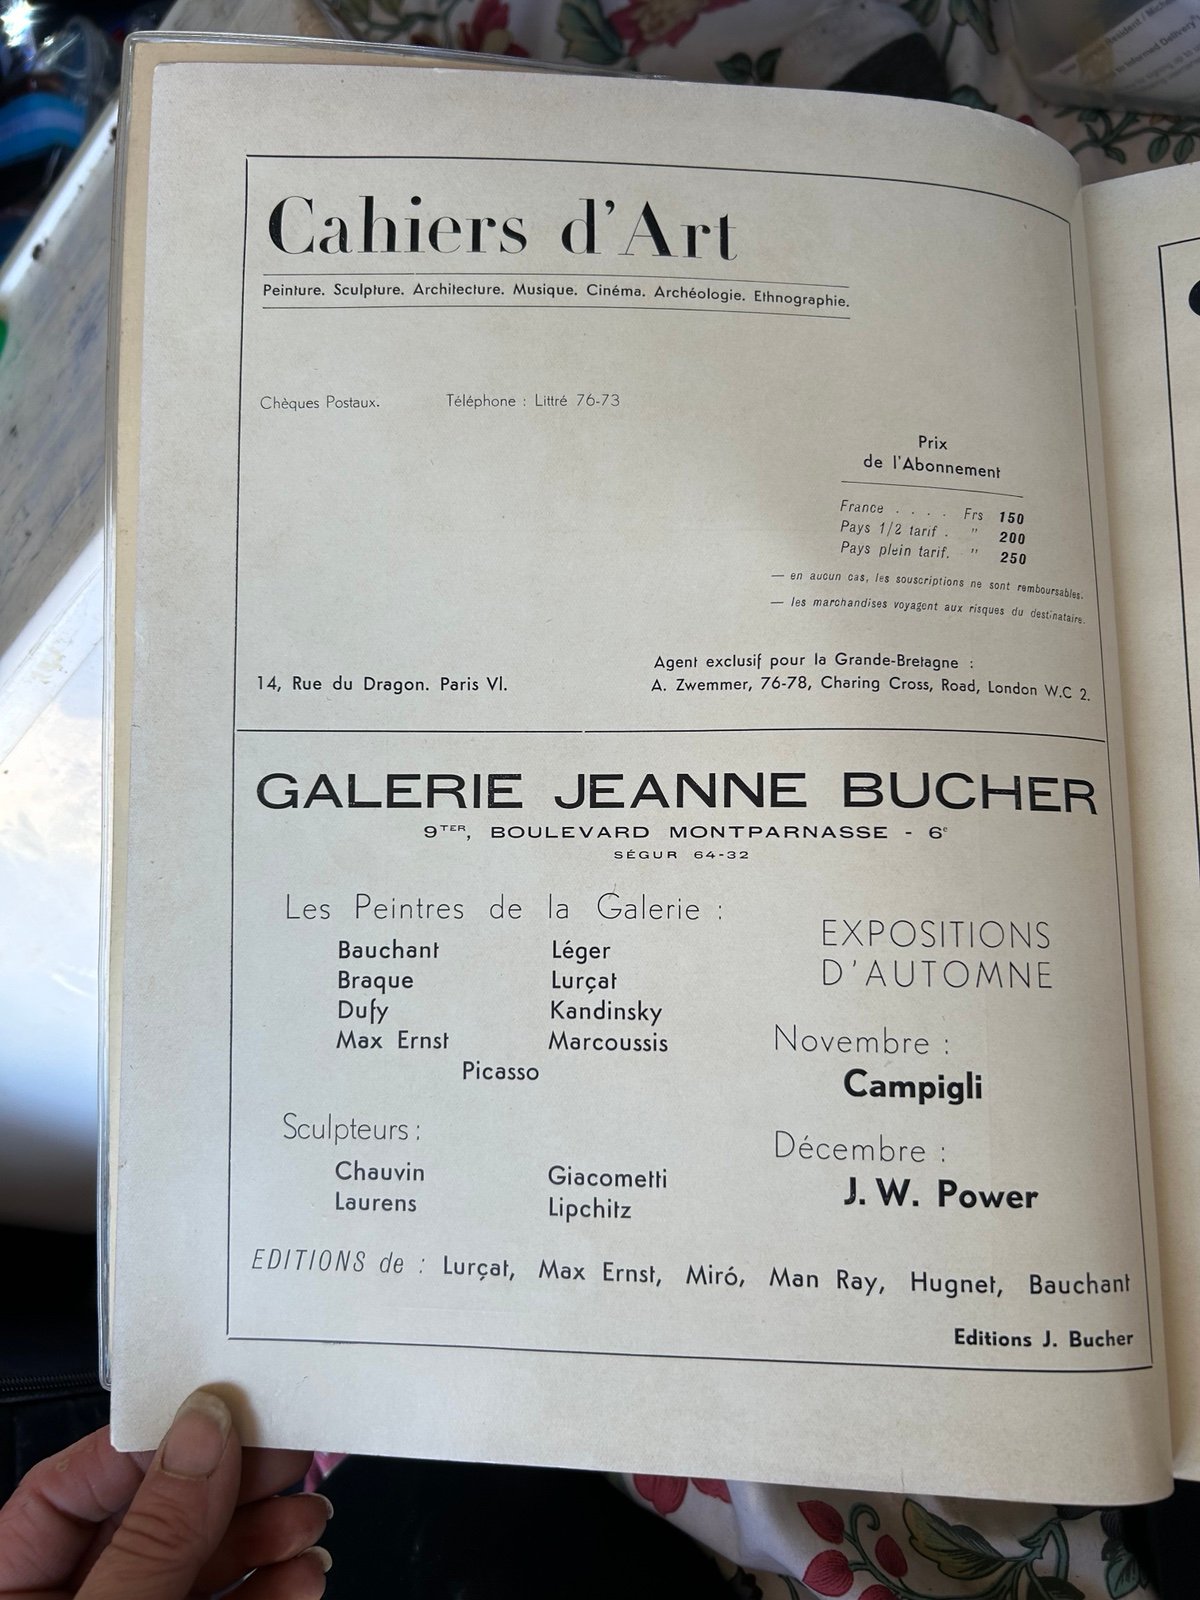 Resident / Miche
to Informed Delivery
Cahiers d'Art
Peinture. Sculpture. Architecture. Musique. Cinéma. Archéologie. Ethnographie.
Chèques Postaux. Téléphone : Littré 76-73
Prix
de l'Abonnement
France . . . . Frs 150
Pays 1/2 tarif . " 200
Pays plein tarif. " 250
— en aucun cas, les souscriptions ne sont remboursables.
— les marchandises voyagent aux risques du destinataire.
Agent exclusif pour la Grande-Bretagne :
14, Rue du Dragon. Paris VI. A. Zwemmer, 76-78, Charing Cross, Road, London W.C 2.
GALERIE JEANNE BUCHER
9TER, BOULEVARD MONTPARNASSE - 6e
SÉGUR 64-32
Les Peintres de la Galerie :
Bauchant Léger
Braque Lurçat
Dufy Kandinsky
Max Ernst Marcoussis
Picasso
Sculpteurs :
Chauvin Giacometti
Laurens Lipchitz
EXPOSITIONS
D'AUTOMNE
Novembre :
Campigli
Décembre :
J. W. Power
EDITIONS de : Lurçat, Max Ernst, Miró, Man Ray, Hugnet, Bauchant
Editions J. Bucher